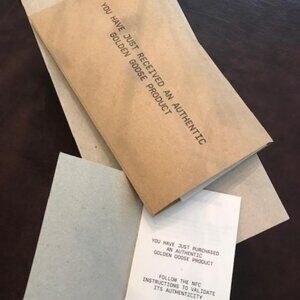 YOU HAVE JUST RECEIVED AN AUTHENTIC
GOLDEN GOOSE PRODUCT
YOU HAVE JUST PURCHASED
AN AUTHENTIC
GOLDEN GOOSE PRODUCT
FOLLOW THE NFC
INSTRUCTIONS TO VALIDATE
ITS AUTHENTICITY